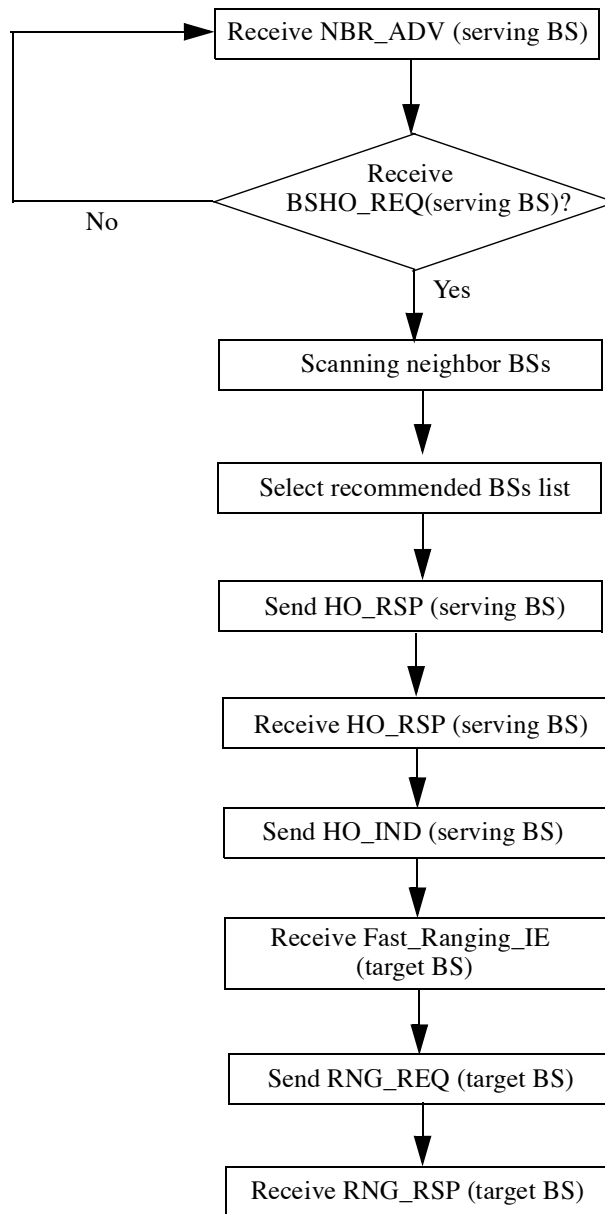 Receive NBR_ADV (serving BS)
Receive
BSHO_REQ(serving BS)?
No
Yes
Scanning neighbor BSs
Select recommended BSs list
Send HO_RSP (serving BS)
Receive HO_RSP (serving BS)
Send HO_IND (serving BS)
Receive Fast_Ranging_IE
(target BS)
Send RNG_REQ (target BS)
Receive RNG_RSP (target BS)